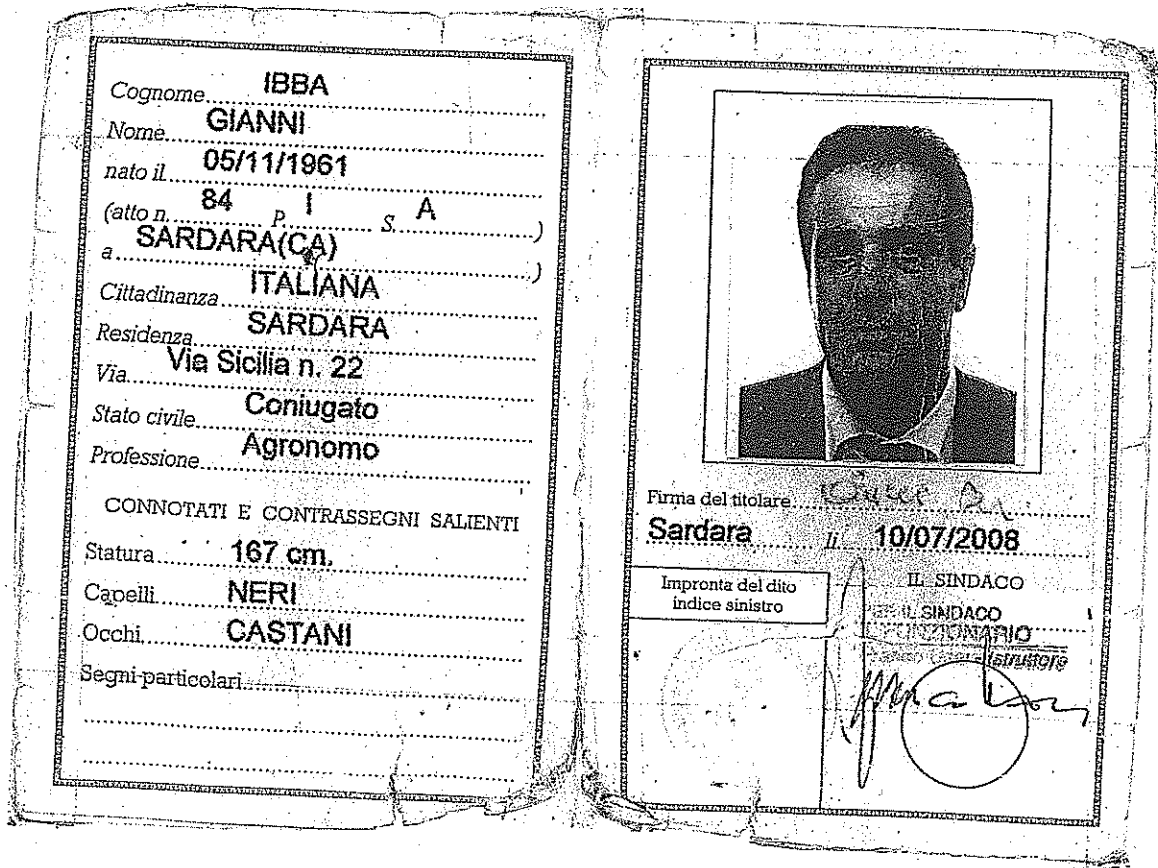 Cognome IBBA
Nome GIANNI
nato il 05/11/1961
(atto n. 84 P. I S. A )
a SARDARA(CA) )
Cittadinanza ITALIANA
Residenza SARDARA
Via Via Sicilia n. 22
Stato civile Coniugato
Professione Agronomo
CONNOTATI E CONTRASSEGNI SALIENTI
Statura 167 cm.
Capelli NERI
Occhi CASTANI
Segni particolari
Firma del titolare
Sardara li 10/07/2008
Impronta del dito
indice sinistro
IL SINDACO
IL SINDACO
FUNZIONARIO
Istruttore